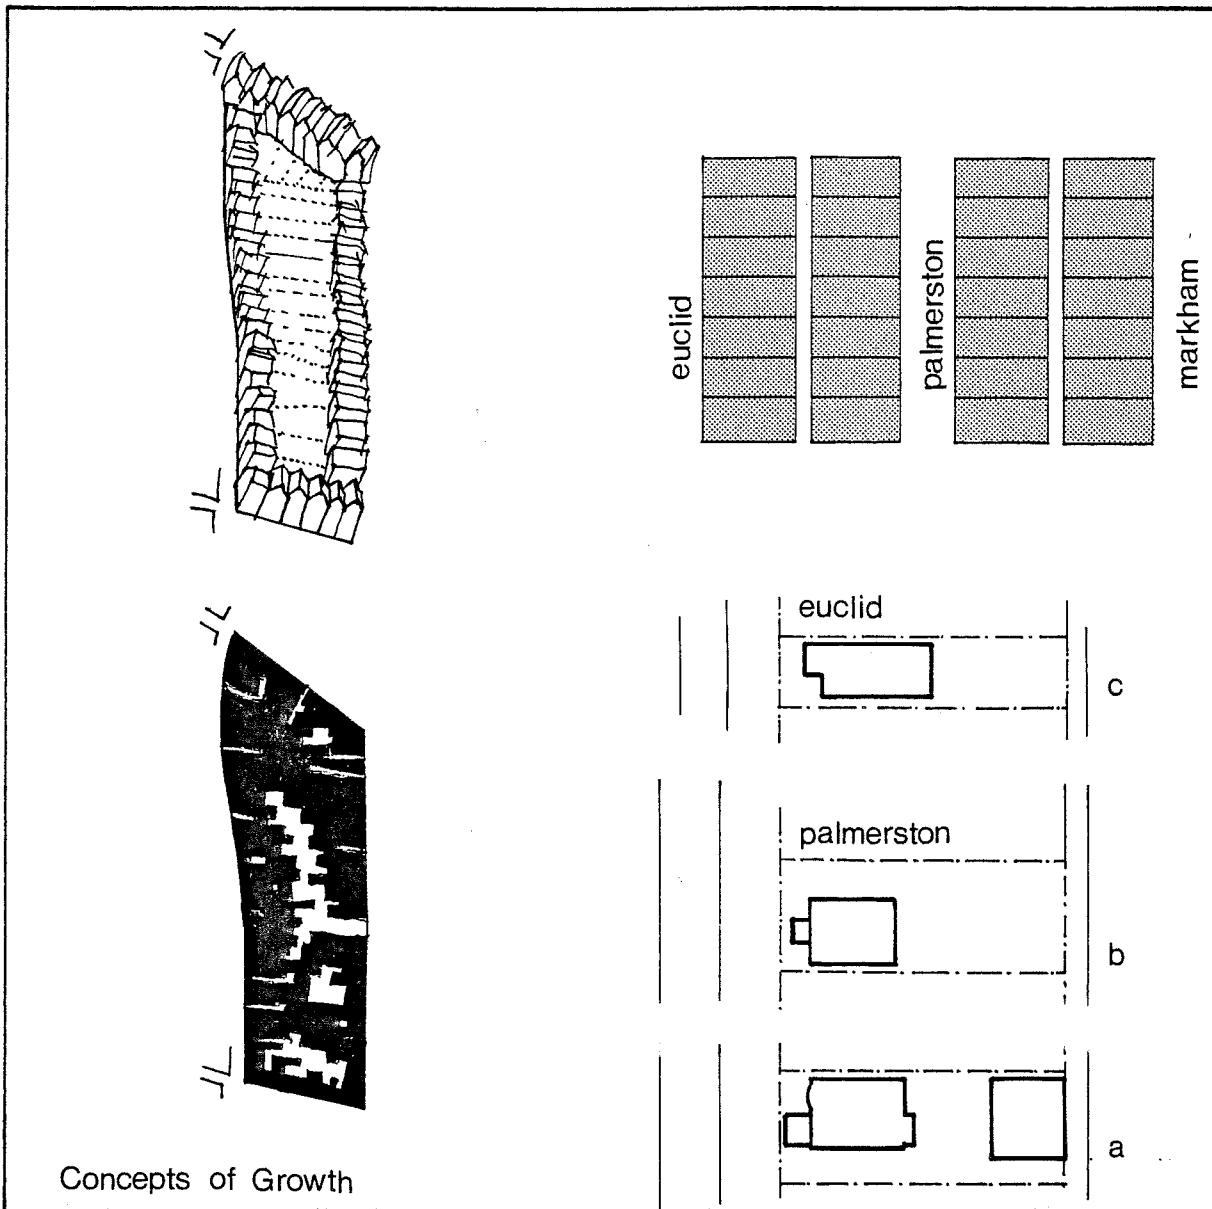 euclid
palmerston
markham
euclid
c
palmerston
b
a
Concepts of Growth